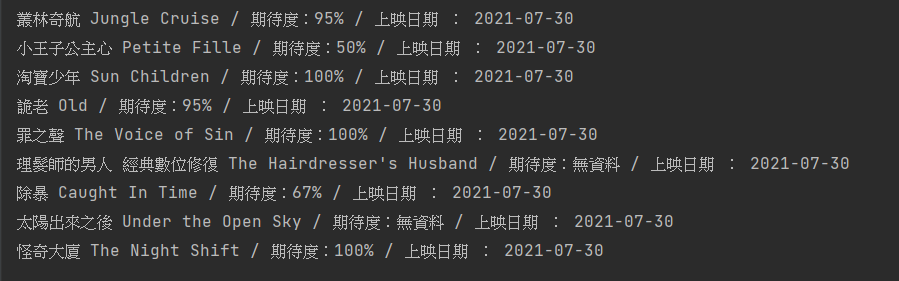 叢林奇航 Jungle Cruise / 期待度：95% / 上映日期 ： 2021-07-30
小王子公主心 Petite Fille / 期待度：50% / 上映日期 ： 2021-07-30
淘寶少年 Sun Children / 期待度：100% / 上映日期 ： 2021-07-30
詭老 Old / 期待度：95% / 上映日期 ： 2021-07-30
罪之聲 The Voice of Sin / 期待度：100% / 上映日期 ： 2021-07-30
理髮師的男人 經典數位修復 The Hairdresser's Husband / 期待度：無資料 / 上映日期 ： 2021-07-30
除暴 Caught In Time / 期待度：67% / 上映日期 ： 2021-07-30
太陽出來之後 Under the Open Sky / 期待度：無資料 / 上映日期 ： 2021-07-30
怪奇大廈 The Night Shift / 期待度：100% / 上映日期 ： 2021-07-30